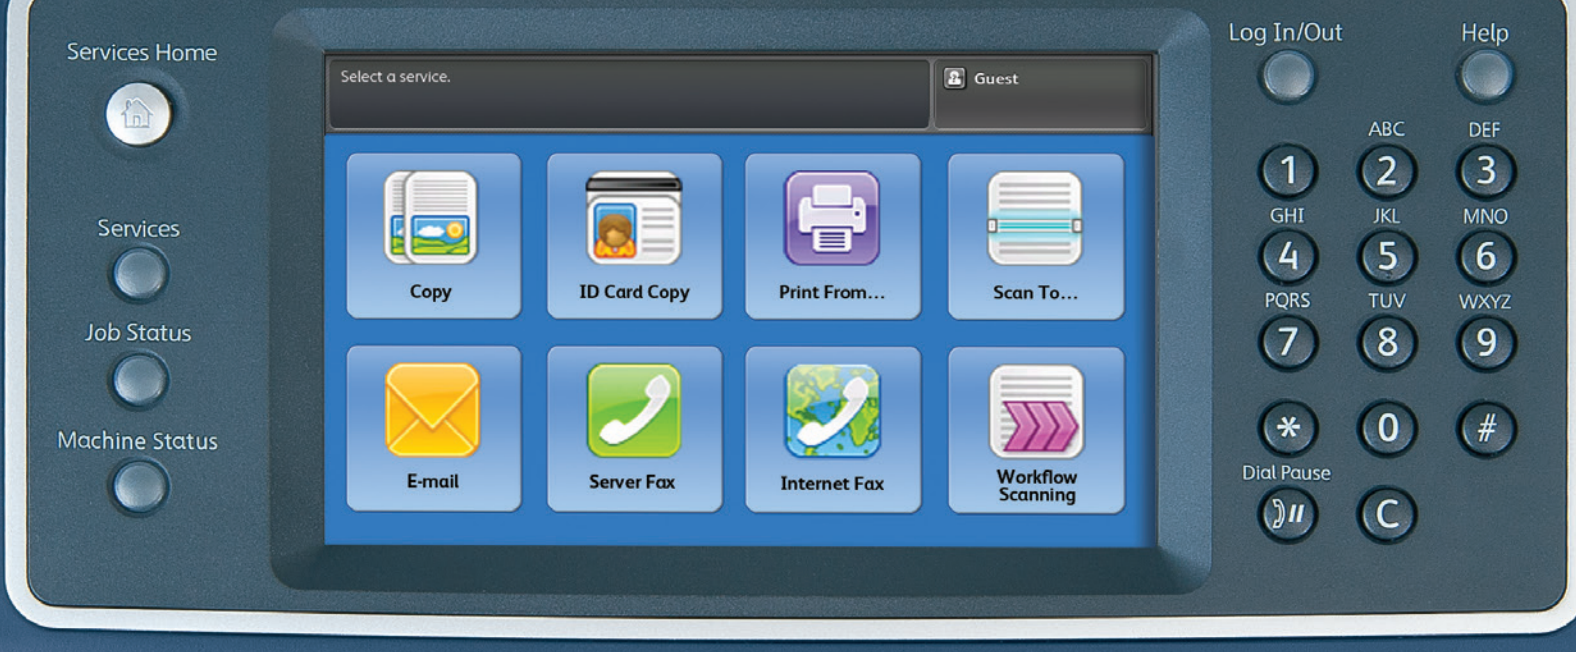 Services Home
Services
Job Status
Machine Status
Select a service.
Guest
Copy
ID Card Copy
Print From...
Scan To...
E-mail
Server Fax
Internet Fax
Workflow
Scanning
Log In/Out
Help
ABC
DEF
1
2
3
GHI
JKL
MNO
4
5
6
PQRS
TUV
WXYZ
7
8
9
*
0
#
Dial Pause
C